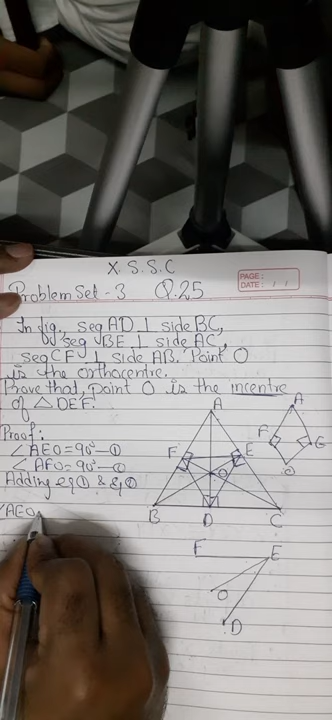 X. S. S. C
PAGE:
DATE: / /
Problem Set - 3 Q.25
In fig, seg AD ⊥ side BC,
seg BE ⊥ side AC,
seg CF ⊥ side AB. Point O
is the orthocentre.
Prove that, point O is the incentre
of △DEF.
Proof:
∠AEO = 90° - ①
∠AFO = 90° - ②
Adding eq ① & eq ②
∠AEO
A
F
E
O
B
D
C
A
F
E
O
F
E
O
D